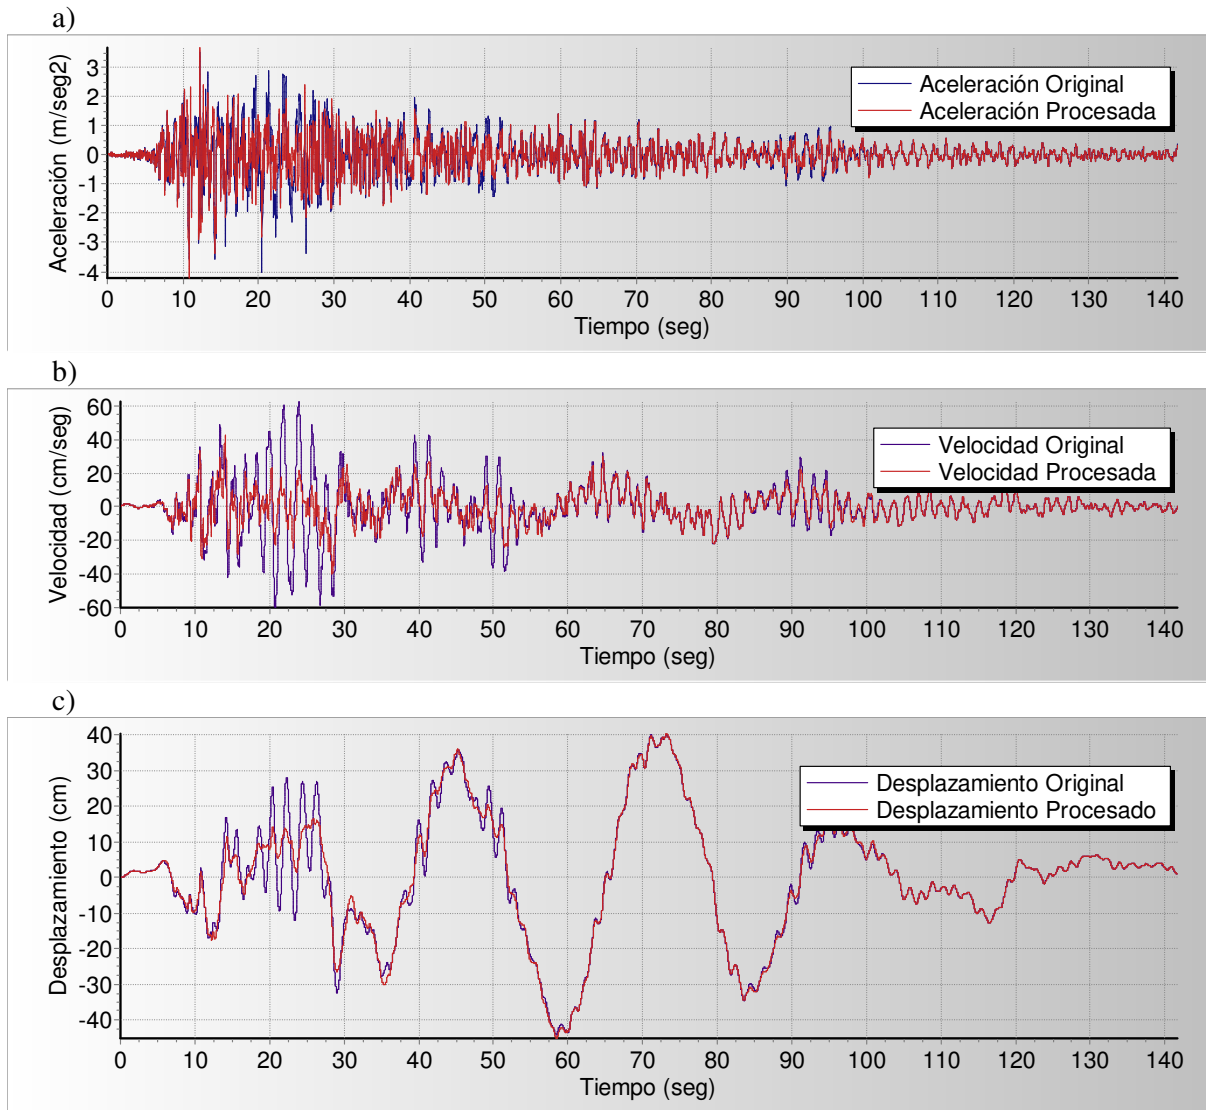 a)
Aceleración (m/seg2)
3
2
1
0
-1
-2
-3
-4
Aceleración Original
Aceleración Procesada
0 10 20 30 40 50 60 70 80 90 100 110 120 130 140
Tiempo (seg)
b)
Velocidad (cm/seg)
60
40
20
0
-20
-40
-60
Velocidad Original
Velocidad Procesada
0 10 20 30 40 50 60 70 80 90 100 110 120 130 140
Tiempo (seg)
c)
Desplazamiento (cm)
40
30
20
10
0
-10
-20
-30
-40
Desplazamiento Original
Desplazamiento Procesado
0 10 20 30 40 50 60 70 80 90 100 110 120 130 140
Tiempo (seg)